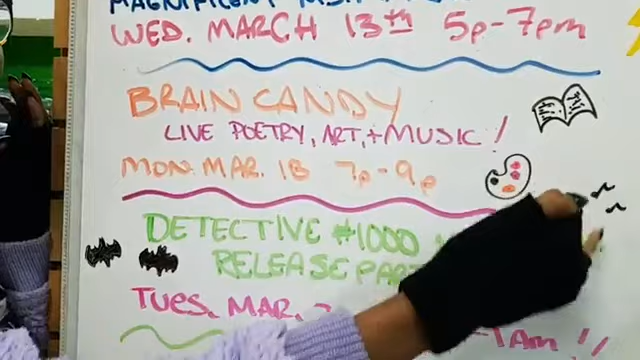 WED. MARCH 13th 5p-7pm
BRAIN CANDY
LIVE POETRY, ART, + MUSIC!
MON. MAR. 18 7p-9p
DETECTIVE #1000
RELEASE
TUES. MAR.
1am!!